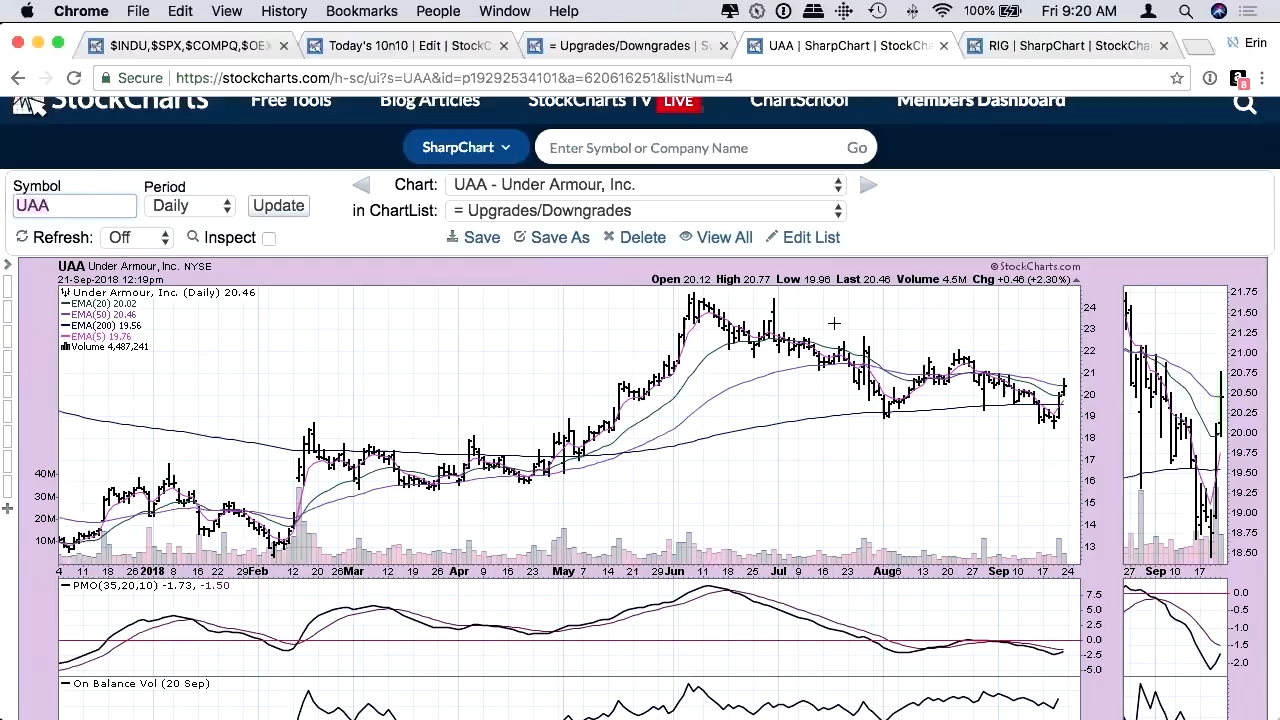 Chrome File Edit View History Bookmarks People Window Help 100% Fri 9:20 AM
$INDU,$SPX,$COMPQ,$OEX Today's 10n10 | Edit | StockC = Upgrades/Downgrades | S UAA | SharpChart | StockCha RIG | SharpChart | StockCha Erin
Secure https://stockcharts.com/h-sc/ui?s=UAA&id=p19292534101&a=620616251&listNum=4
8
StockCharts Free Tools Blog Articles StockCharts TV LIVE ChartSchool Members Dashboard
SharpChart Enter Symbol or Company Name Go
Symbol Period Chart: UAA - Under Armour, Inc.
UAA Daily Update in ChartList: = Upgrades/Downgrades
Refresh: Off Inspect Save Save As Delete View All Edit List
UAA Under Armour, Inc. NYSE © StockCharts.com
21-Sep-2018 12:19pm Open 20.12 High 20.77 Low 19.96 Last 20.46 Volume 4.5M Chg +0.46 (+2.30%)
Under Armour, Inc. (Daily) 20.46
EMA(20) 20.02
EMA(50) 20.46
EMA(200) 19.56
EMA(5) 19.76
Volume 4,487,241
24
23
22
21
20
19
18
17
16
15
14
13
40M
30M
20M
10M
21.75
21.50
21.25
21.00
20.75
20.50
20.25
20.00
19.75
19.50
19.25
19.00
18.75
18.50
4 11 18 26 2018 8 16 22 29 Feb 12 20 26 Mar 12 19 26 Apr 9 16 23 May 7 14 21 29 Jun 11 18 25 Jul 9 16 23 Aug 6 13 20 27 Sep 10 17 24
27 Sep 10 17
PMO(35,20,10) -1.73, -1.50
7.5
5.0
2.5
0.0
-2.5
-5.0
0.0
-1.0
-1.5
-2.0
On Balance Vol (20 Sep)